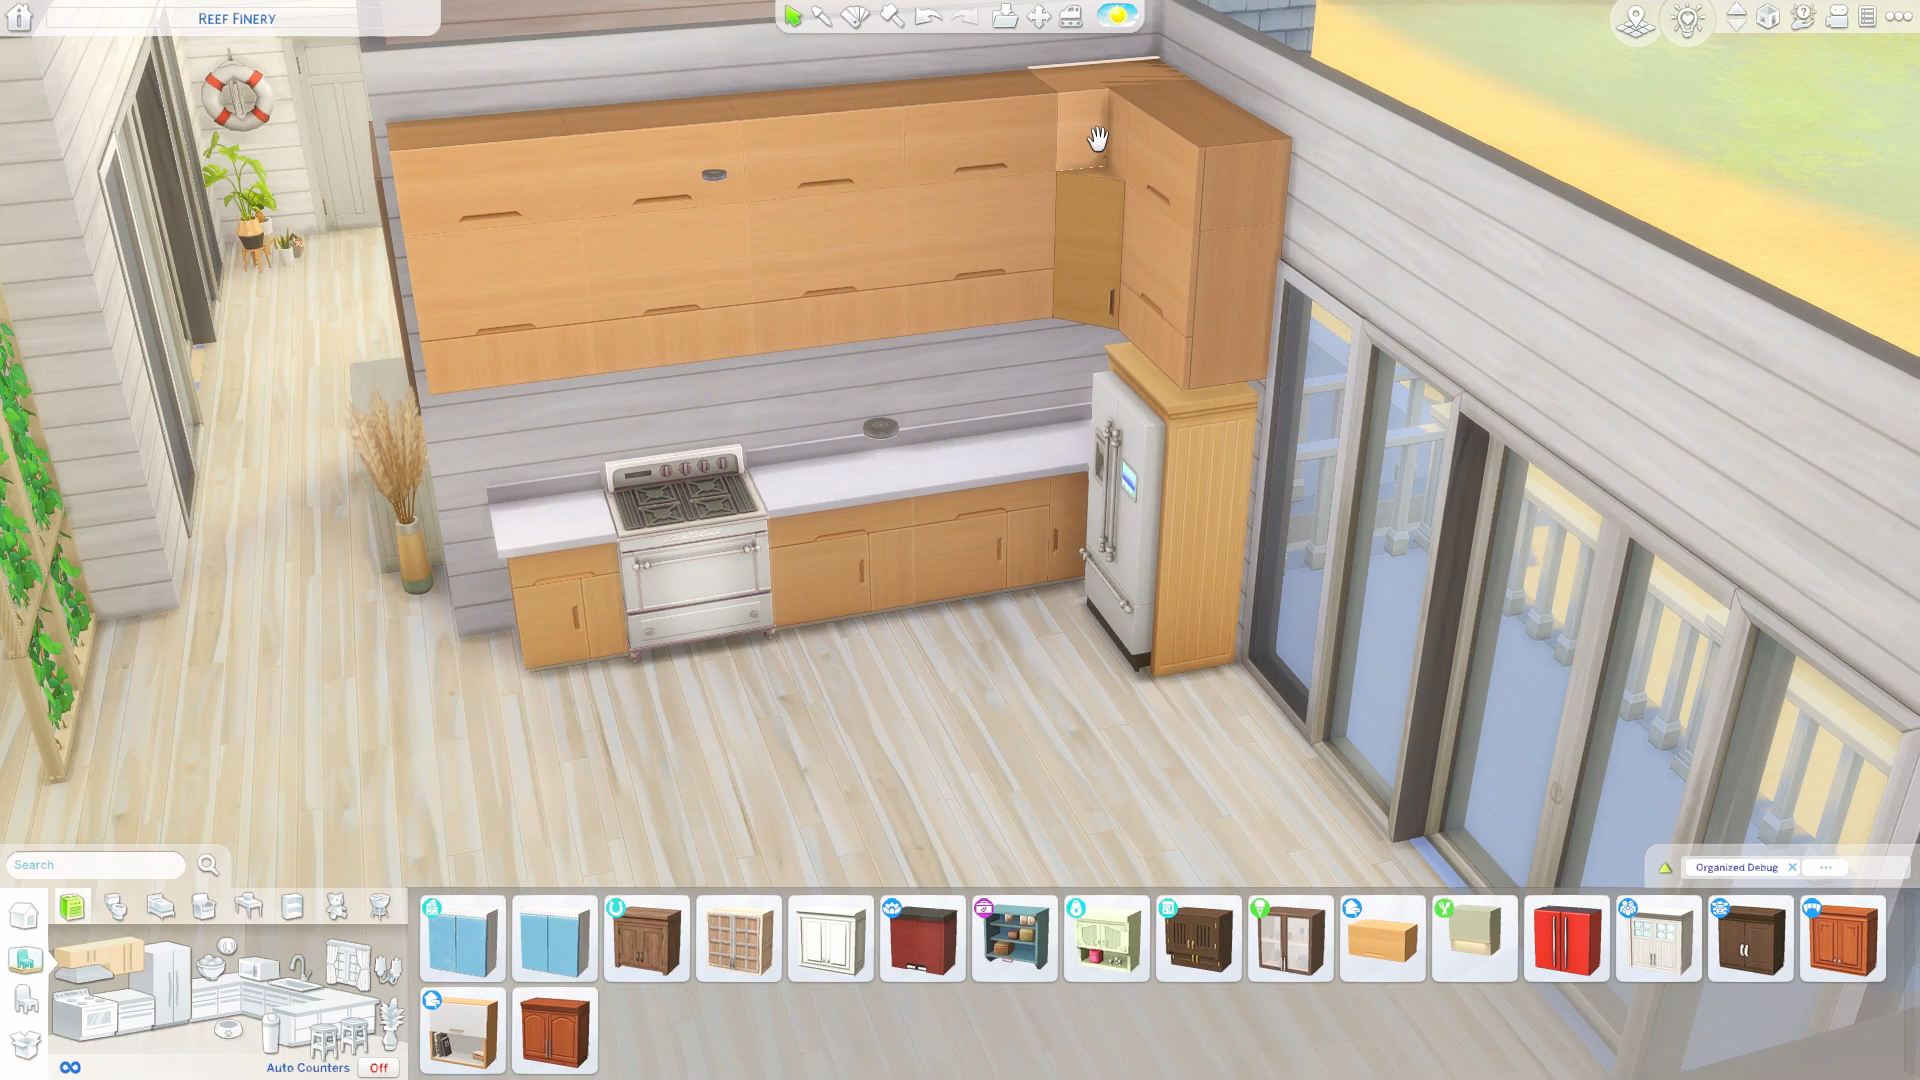 REEF FINERY
Search
Organized Debug
Auto Counters
Off